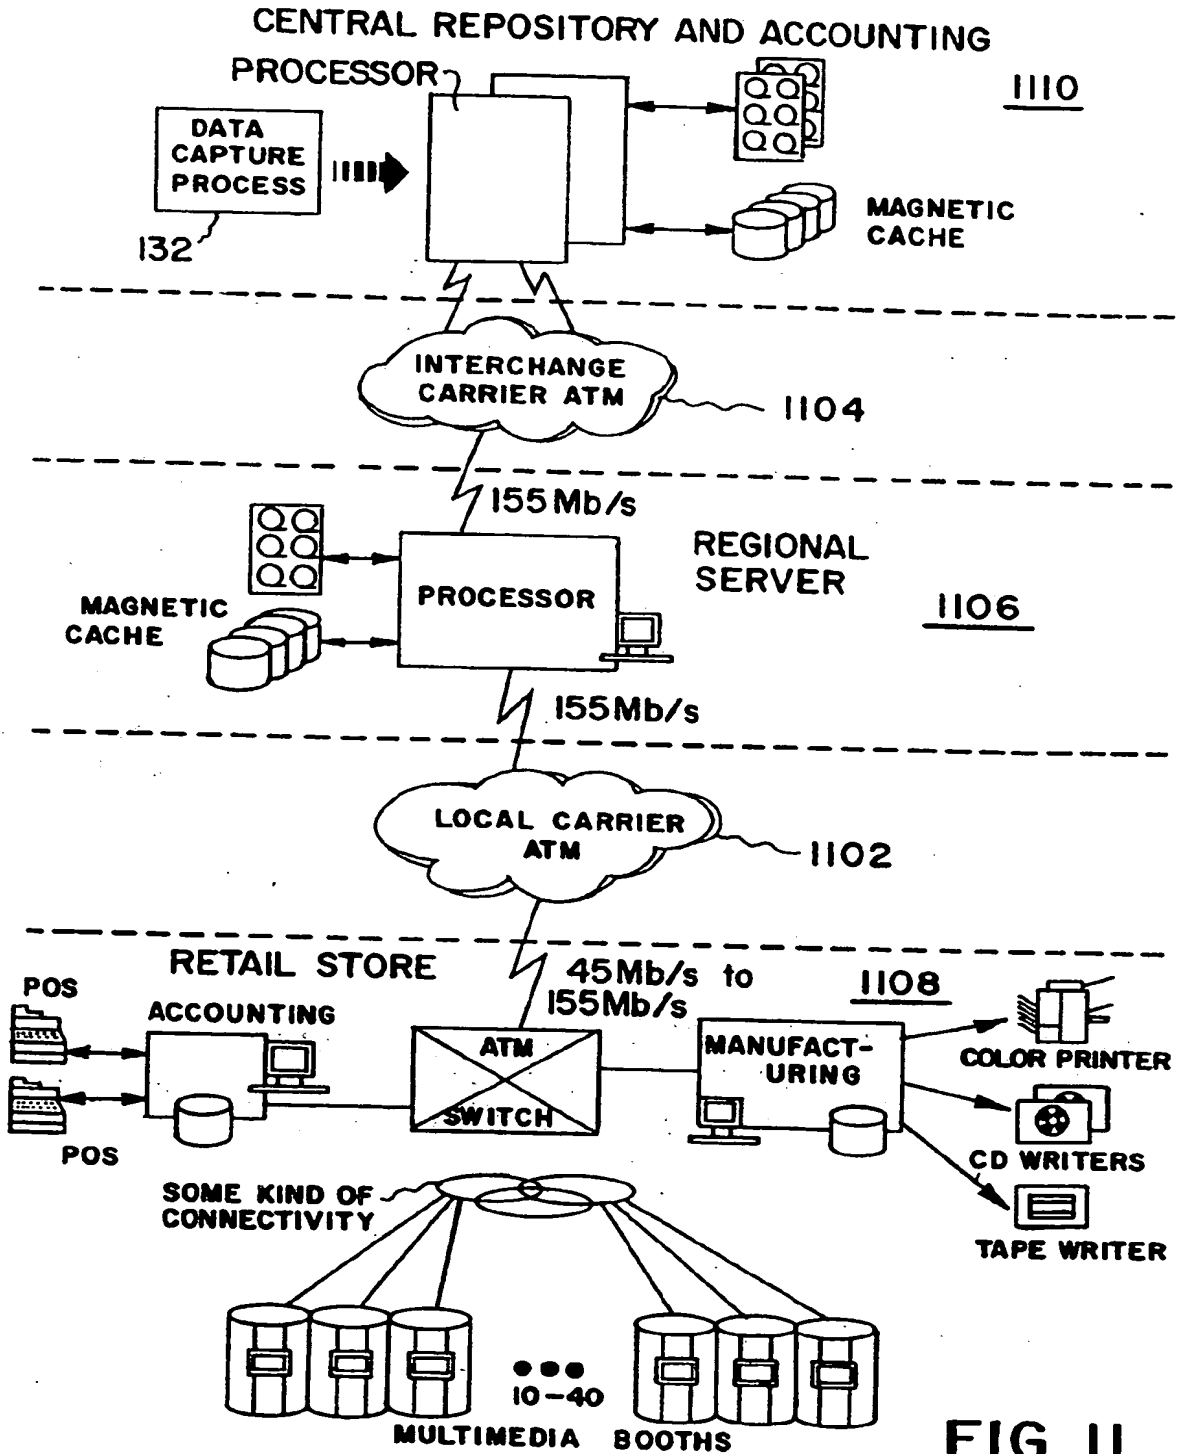 CENTRAL REPOSITORY AND ACCOUNTING
PROCESSOR
1110
DATA
CAPTURE
PROCESS
132
MAGNETIC
CACHE
INTERCHANGE
CARRIER ATM
1104
155Mb/s
REGIONAL
SERVER
PROCESSOR
1106
MAGNETIC
CACHE
155Mb/s
LOCAL CARRIER
ATM
1102
RETAIL STORE
45Mb/s to
155Mb/s
1108
POS
ACCOUNTING
ATM
SWITCH
MANUFACT-
URING
COLOR PRINTER
POS
CD WRITERS
SOME KIND OF
CONNECTIVITY
TAPE WRITER
10-40
MULTIMEDIA BOOTHS
FIG 11